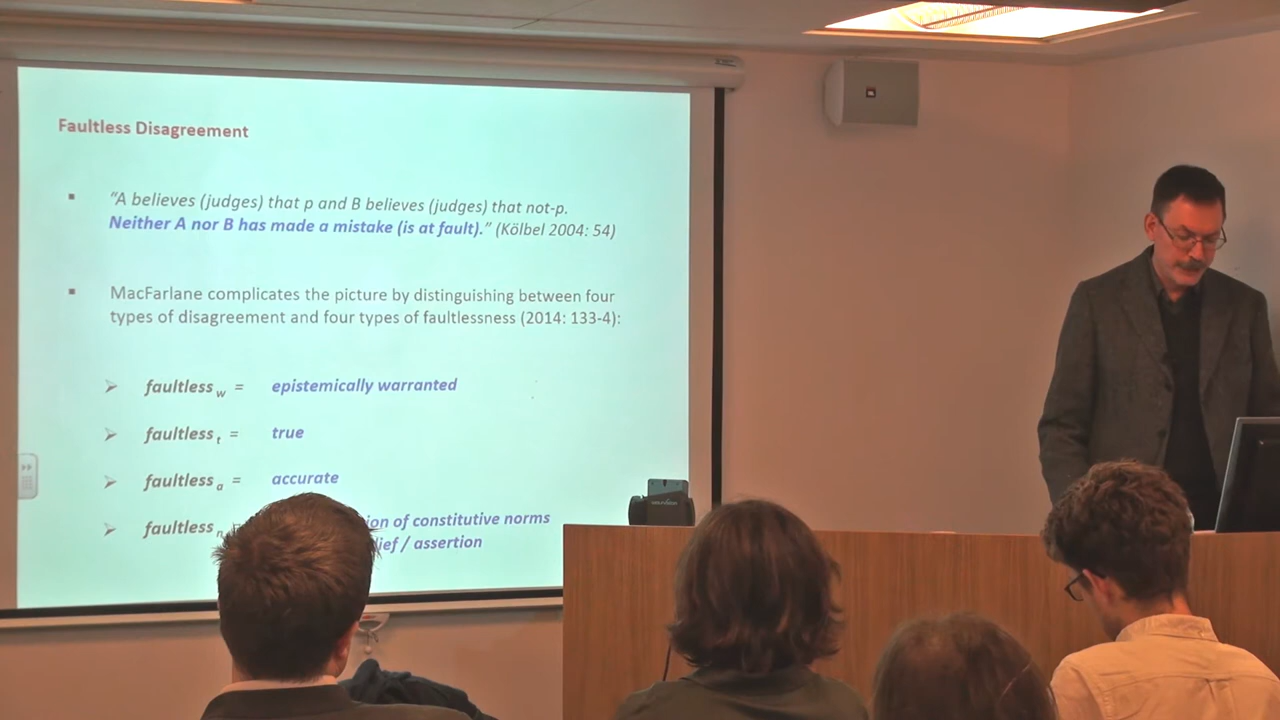 Faultless Disagreement
▪ "A believes (judges) that p and B believes (judges) that not-p.
Neither A nor B has made a mistake (is at fault)." (Kölbel 2004: 54)
▪ MacFarlane complicates the picture by distinguishing between four
types of disagreement and four types of faultlessness (2014: 133-4):
➢ faultless w = epistemically warranted
➢ faultless t = true
➢ faultless a = accurate
➢ faultless n of constitutive norms
/ assertion